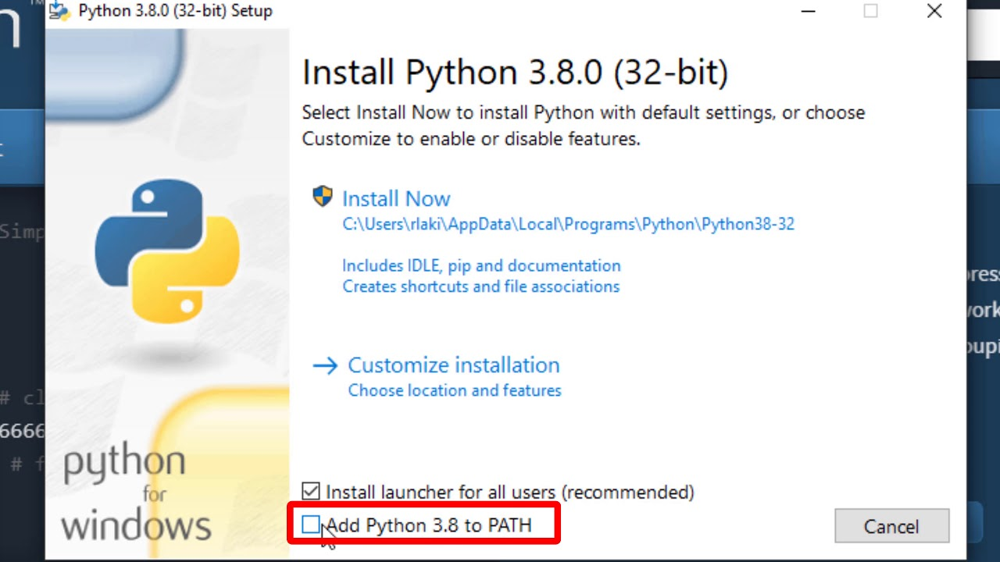 Python 3.8.0 (32-bit) Setup
Install Python 3.8.0 (32-bit)
Select Install Now to install Python with default settings, or choose
Customize to enable or disable features.
Install Now
C:\Users\rlaki\AppData\Local\Programs\Python\Python38-32
Includes IDLE, pip and documentation
Creates shortcuts and file associations
Customize installation
Choose location and features
python
for
windows
Install launcher for all users (recommended)
Add Python 3.8 to PATH
Cancel